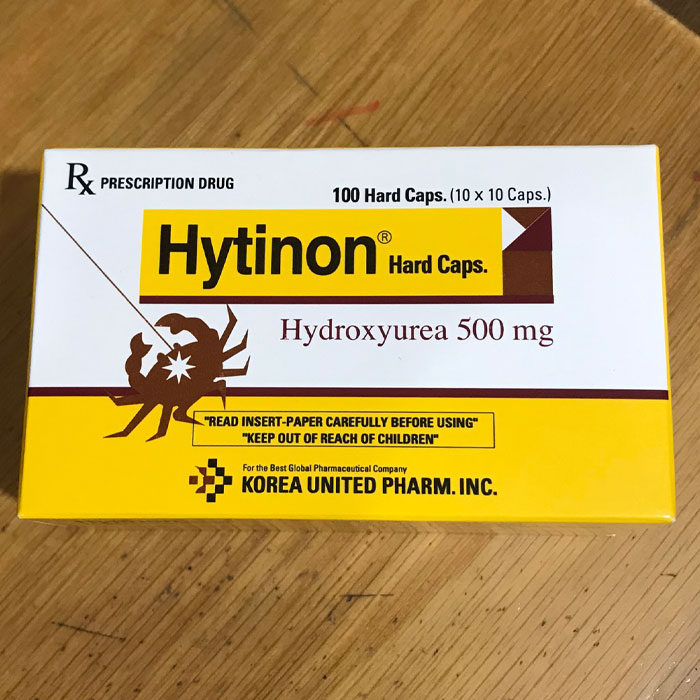 Rx PRESCRIPTION DRUG
100 Hard Caps. (10 x 10 Caps.)
Hytinon® Hard Caps.
Hydroxyurea 500 mg
"READ INSERT-PAPER CAREFULLY BEFORE USING"
"KEEP OUT OF REACH OF CHILDREN"
For the Best Global Pharmaceutical Company
KOREA UNITED PHARM. INC.